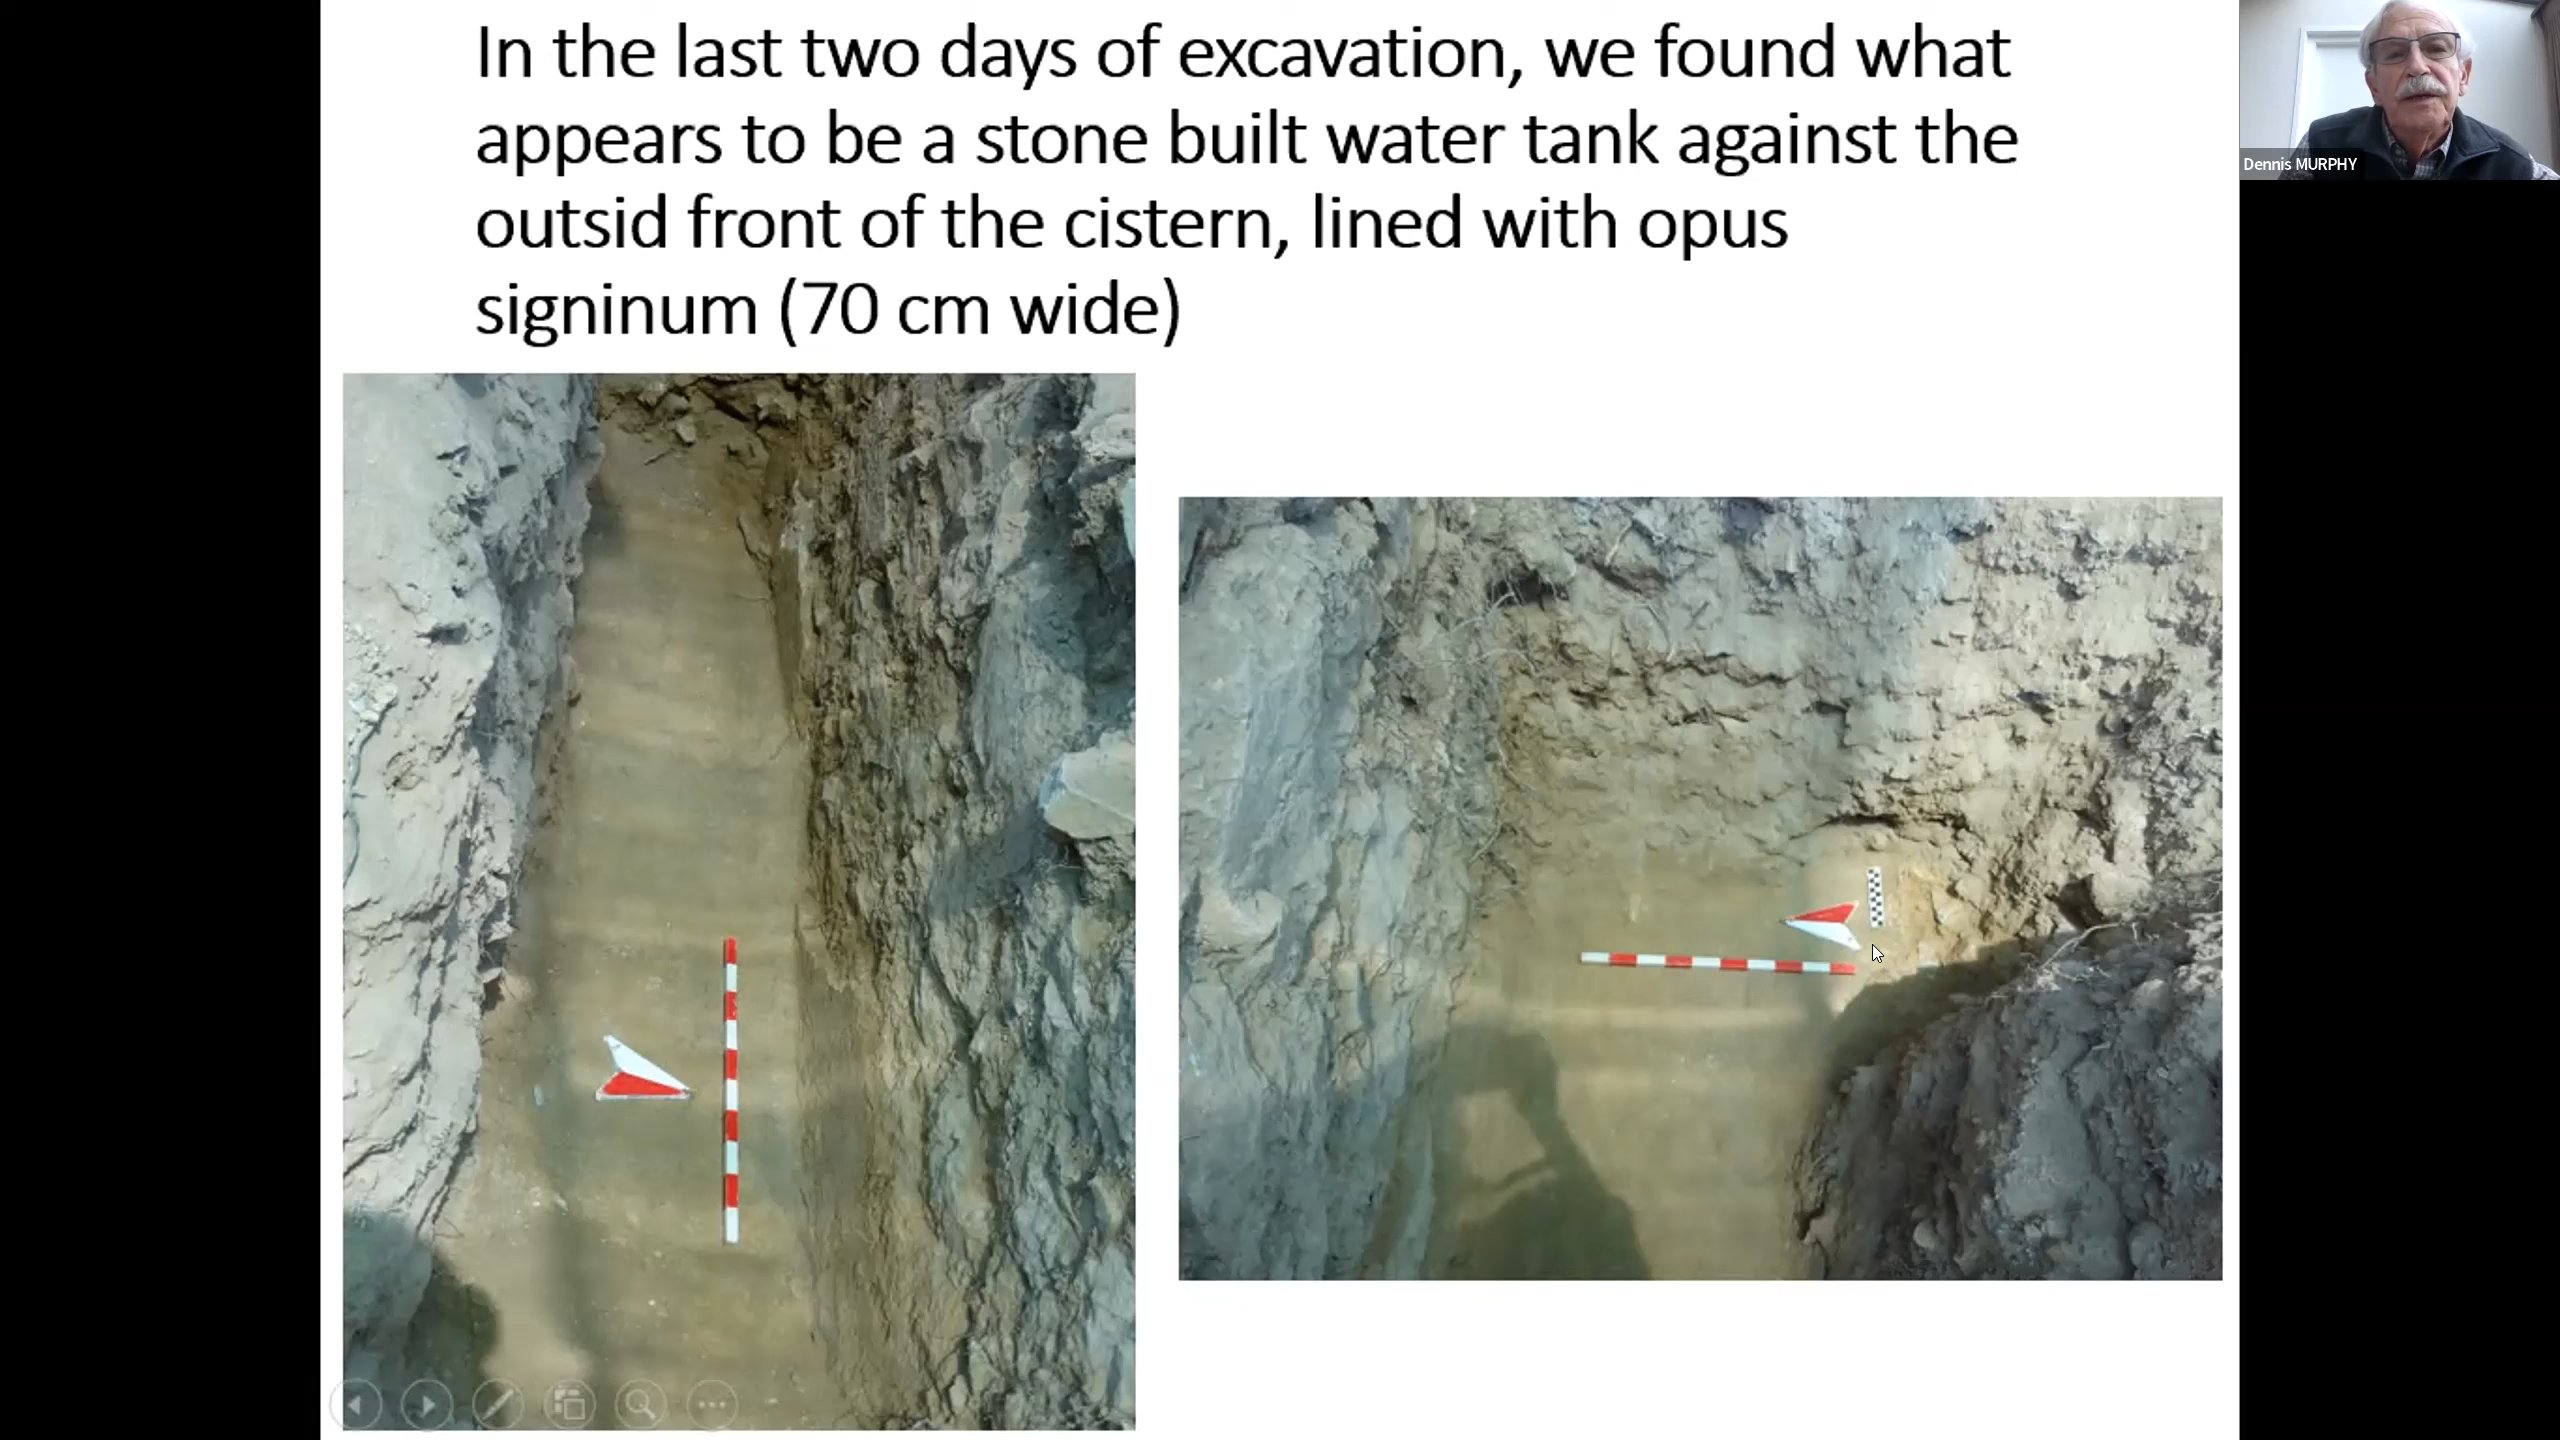 In the last two days of excavation, we found what
appears to be a stone built water tank against the
outsid front of the cistern, lined with opus
signinum (70 cm wide)
Dennis MURPHY